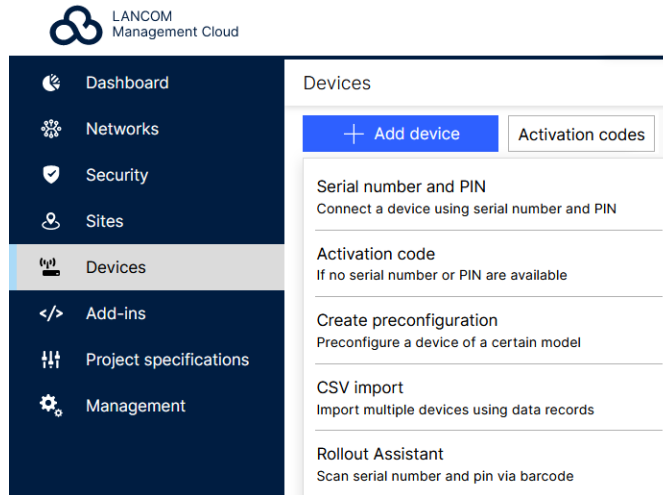 LANCOM
Management Cloud
Dashboard
Networks
Security
Sites
Devices
Add-ins
Project specifications
Management
Devices
Add device
Activation codes
Serial number and PIN
Connect a device using serial number and PIN
Activation code
If no serial number or PIN are available
Create preconfiguration
Preconfigure a device of a certain model
CSV import
Import multiple devices using data records
Rollout Assistant
Scan serial number and pin via barcode